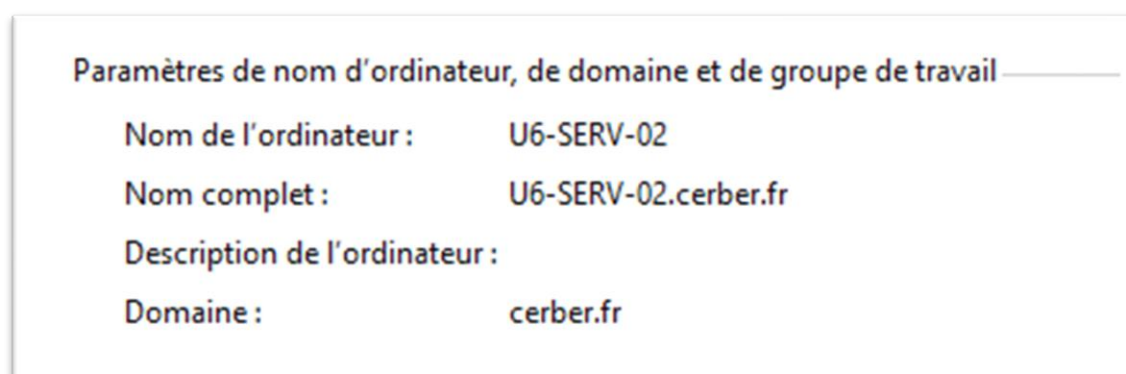 Paramètres de nom d'ordinateur, de domaine et de groupe de travail
Nom de l'ordinateur : U6-SERV-02
Nom complet : U6-SERV-02.cerber.fr
Description de l'ordinateur :
Domaine : cerber.fr